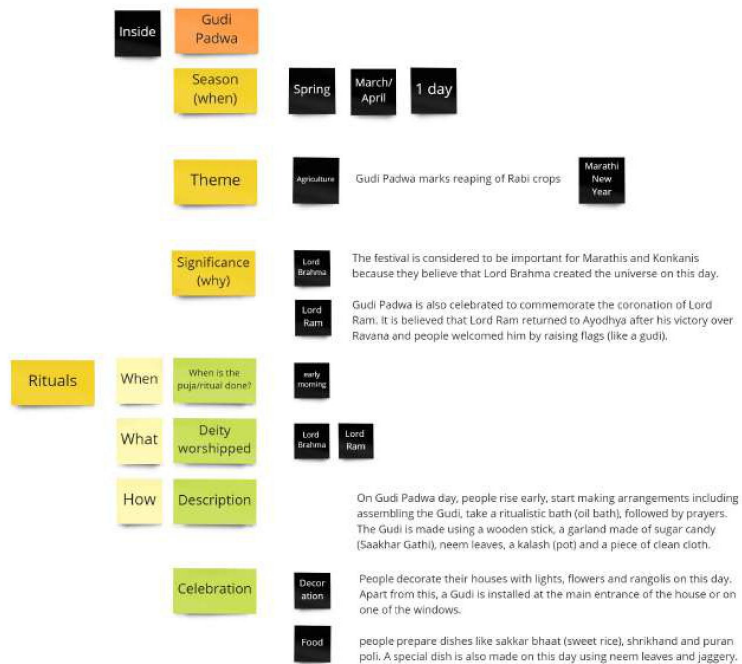 Inside
Gudi
Padwa
Season
(when)
Spring
March/
April
1 day
Theme
Agriculture
Gudi Padwa marks reaping of Rabi crops
Marathi
New
Year
Significance
(why)
Lord
Brahma
The festival is considered to be important for Marathis and Konkanis
because they believe that Lord Brahma created the universe on this day.
Lord
Ram
Gudi Padwa is also celebrated to commemorate the coronation of Lord
Ram. It is believed that Lord Ram returned to Ayodhya after his victory over
Ravana and people welcomed him by raising flags (like a gudi).
Rituals
When
When is the
puja/ritual done?
early
morning
What
Deity
worshipped
Lord
Brahma
Lord
Ram
How
Description
On Gudi Padwa day, people rise early, start making arrangements including
assembling the Gudi, take a ritualistic bath (oil bath), followed by prayers.
The Gudi is made using a wooden stick, a garland made of sugar candy
(Saakhar Gathi), neem leaves, a kalash (pot) and a piece of clean cloth.
Celebration
Decor
ation
People decorate their houses with lights, flowers and rangolis on this day.
Apart from this, a Gudi is installed at the main entrance of the house or on
one of the windows.
Food
people prepare dishes like sakkar bhaat (sweet rice), shrikhand and puran
poli. A special dish is also made on this day using neem leaves and jaggery.